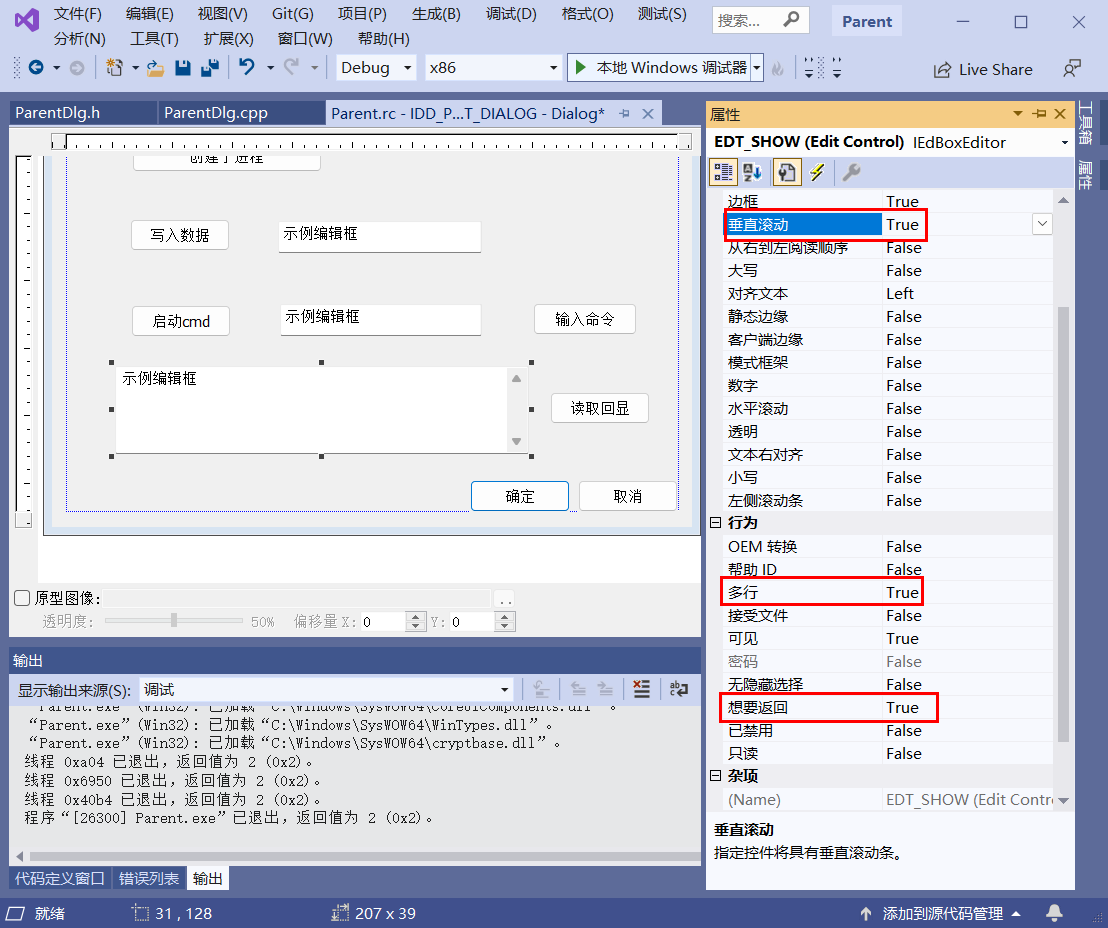 文件(F) 编辑(E) 视图(V) Git(G) 项目(P) 生成(B) 调试(D) 格式(O) 测试(S) 搜索... Parent
分析(N) 工具(T) 扩展(X) 窗口(W) 帮助(H)
Debug x86 本地 Windows 调试器 Live Share
ParentDlg.h ParentDlg.cpp Parent.rc - IDD_P...T_DIALOG - Dialog*
创建子进程
写入数据 示例编辑框
启动cmd 示例编辑框 输入命令
示例编辑框
读取回显
确定 取消
原型图像:
..
透明度: 50% 偏移量 X: 0 Y: 0
输出
显示输出来源(S): 调试
“Parent.exe”(Win32): 已加载“C:\Windows\SysWOW64\CoreUIComponents.dll”。
“Parent.exe”(Win32): 已加载“C:\Windows\SysWOW64\WinTypes.dll”。
“Parent.exe”(Win32): 已加载“C:\Windows\SysWOW64\cryptbase.dll”。
线程 0xa04 已退出，返回值为 2 (0x2)。
线程 0x6950 已退出，返回值为 2 (0x2)。
线程 0x40b4 已退出，返回值为 2 (0x2)。
程序“[26300] Parent.exe”已退出，返回值为 2 (0x2)。
代码定义窗口 错误列表 输出
属性
EDT_SHOW (Edit Control) IEdBoxEditor
边框 True
垂直滚动 True
从右到左阅读顺序 False
大写 False
对齐文本 Left
静态边缘 False
客户端边缘 False
模式框架 False
数字 False
水平滚动 False
透明 False
文本右对齐 False
小写 False
左侧滚动条 False
行为
OEM 转换 False
帮助 ID False
多行 True
接受文件 False
可见 True
密码 False
无隐藏选择 False
想要返回 True
已禁用 False
只读 False
杂项
(Name) EDT_SHOW (Edit Contro
垂直滚动
指定控件将具有垂直滚动条。
工具箱
属性
就绪 31 , 128 207 x 39 添加到源代码管理